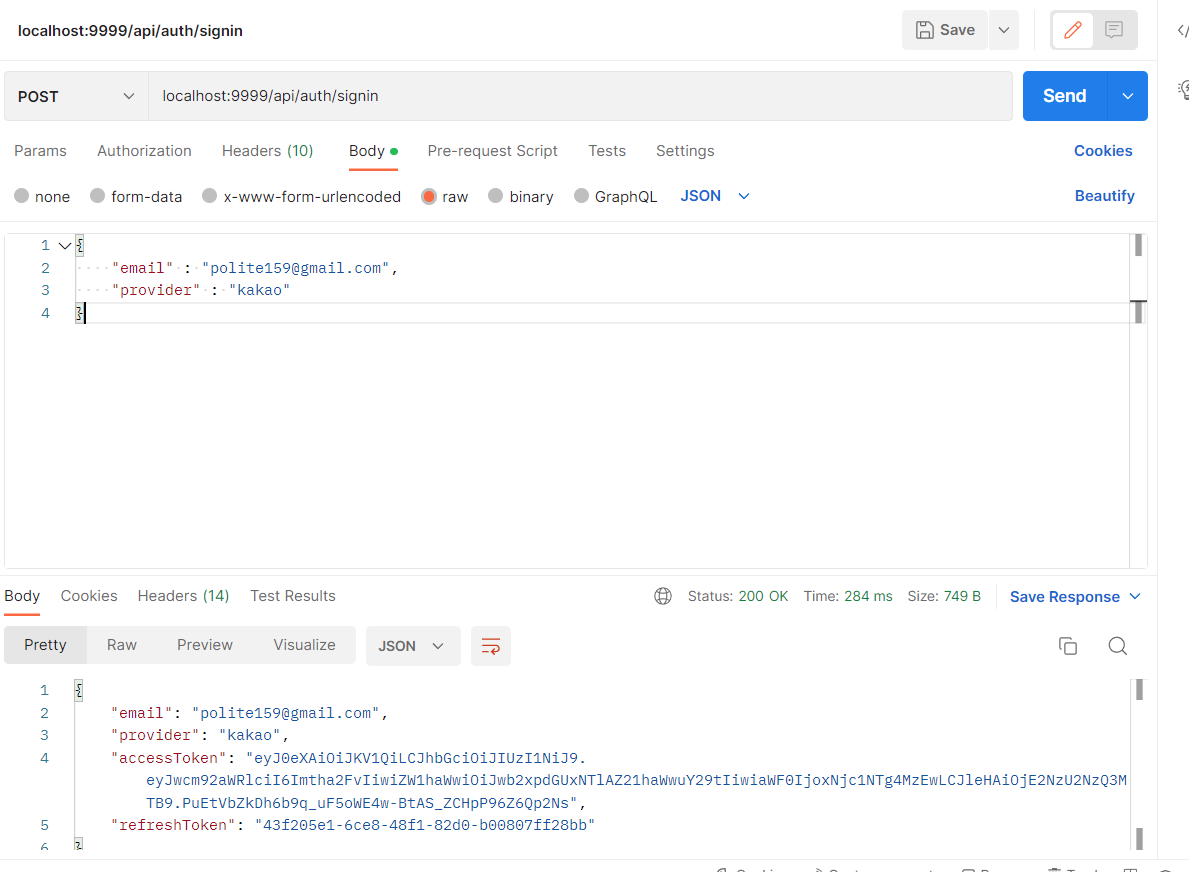 localhost:9999/api/auth/signin
Save
POST
localhost:9999/api/auth/signin
Send
Params Authorization Headers (10) Body Pre-request Script Tests Settings Cookies
none form-data x-www-form-urlencoded raw binary GraphQL JSON Beautify
1 {
2 "email" : "polite159@gmail.com",
3 "provider" : "kakao"
4 }
Body Cookies Headers (14) Test Results Status: 200 OK Time: 284 ms Size: 749 B Save Response
Pretty Raw Preview Visualize JSON
1 {
2 "email": "polite159@gmail.com",
3 "provider": "kakao",
4 "accessToken": "eyJ0eXAiOiJKV1QiLCJhbGciOiJIUzI1NiJ9.
eyJwcm92aWRlciI6Imtha2FvIiwiZW1haWwiOiJwb2xpdGUxNTlAZ21haWwuY29tIiwiaWF0IjoxNjc1NTg4MzEwLCJleHAiOjE2NzU2NzQ3M
TB9.PuEtVbZkDh6b9q_uF5oWE4w-BtAS_ZCHpP96Z6Qp2Ns",
5 "refreshToken": "43f205e1-6ce8-48f1-82d0-b00807ff28bb"
6 }